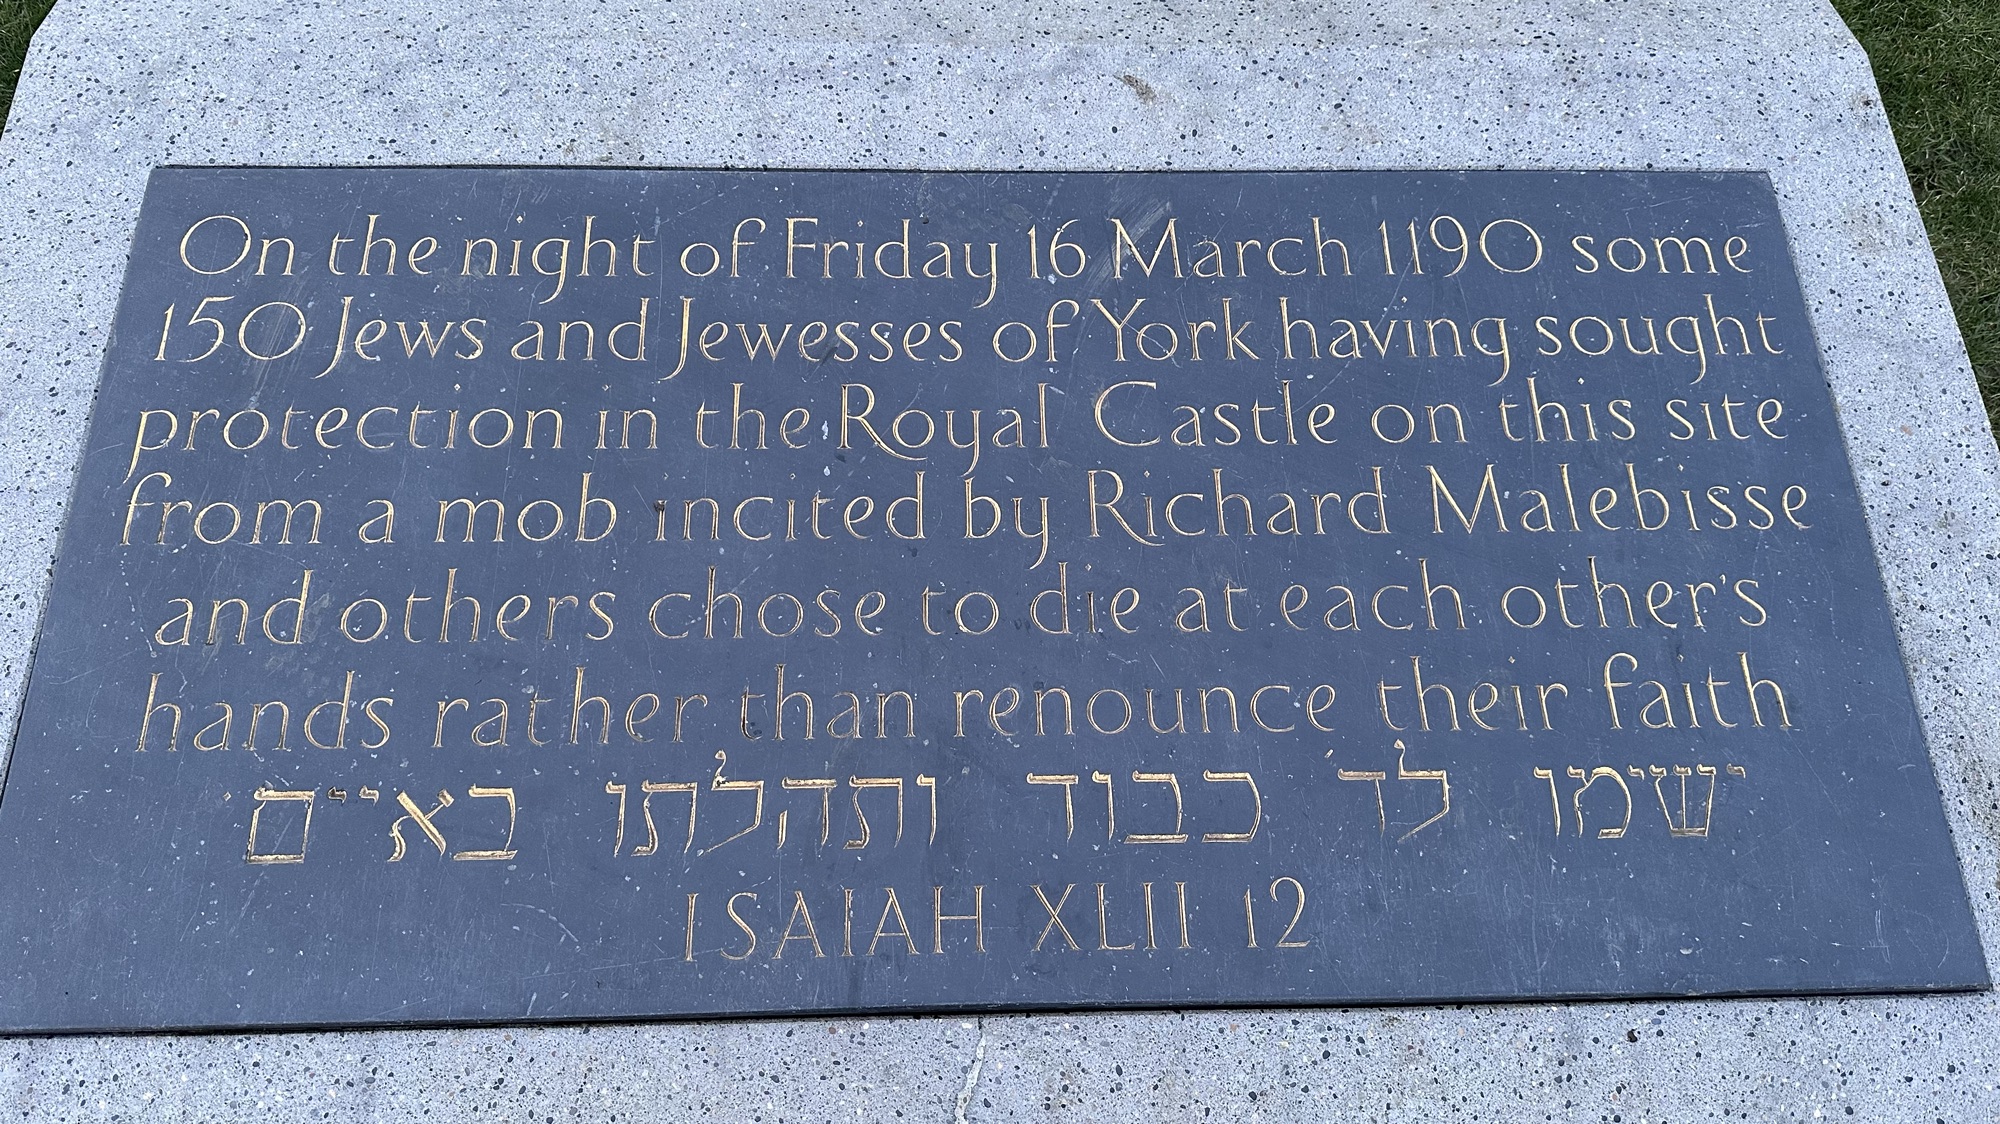 On the night of Friday 16 March 1190 some
150 Jews and Jewesses of York having sought
protection in the Royal Castle on this site
from a mob incited by Richard Malebisse
and others chose to die at each other's
hands rather than renounce their faith
ישימו לד׳ כבוד ותהלתו באיים
ISAIAH XLII 12